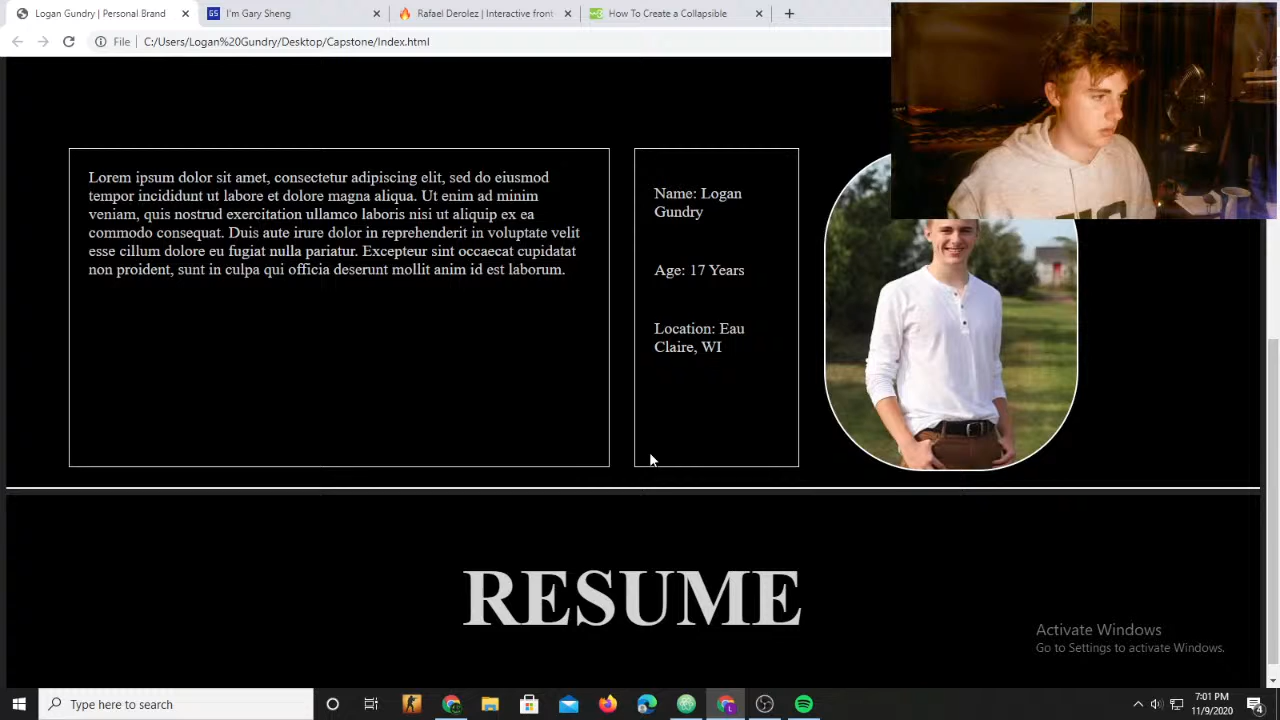 Logan Gundry | Personal Brand
I'm Gary Sheng
Rafael Derolez | Interactive front
How To Create a Collapsible
File
C:/Users/Logan%20Gundry/Desktop/Capstone/Index.html
Lorem ipsum dolor sit amet, consectetur adipiscing elit, sed do eiusmod
tempor incididunt ut labore et dolore magna aliqua. Ut enim ad minim
veniam, quis nostrud exercitation ullamco laboris nisi ut aliquip ex ea
commodo consequat. Duis aute irure dolor in reprehenderit in voluptate velit
esse cillum dolore eu fugiat nulla pariatur. Excepteur sint occaecat cupidatat
non proident, sunt in culpa qui officia deserunt mollit anim id est laborum.
Name: Logan
Gundry
Age: 17 Years
Location: Eau
Claire, WI
RESUME
Activate Windows
Go to Settings to activate Windows.
Type here to search
7:01 PM
11/9/2020
4